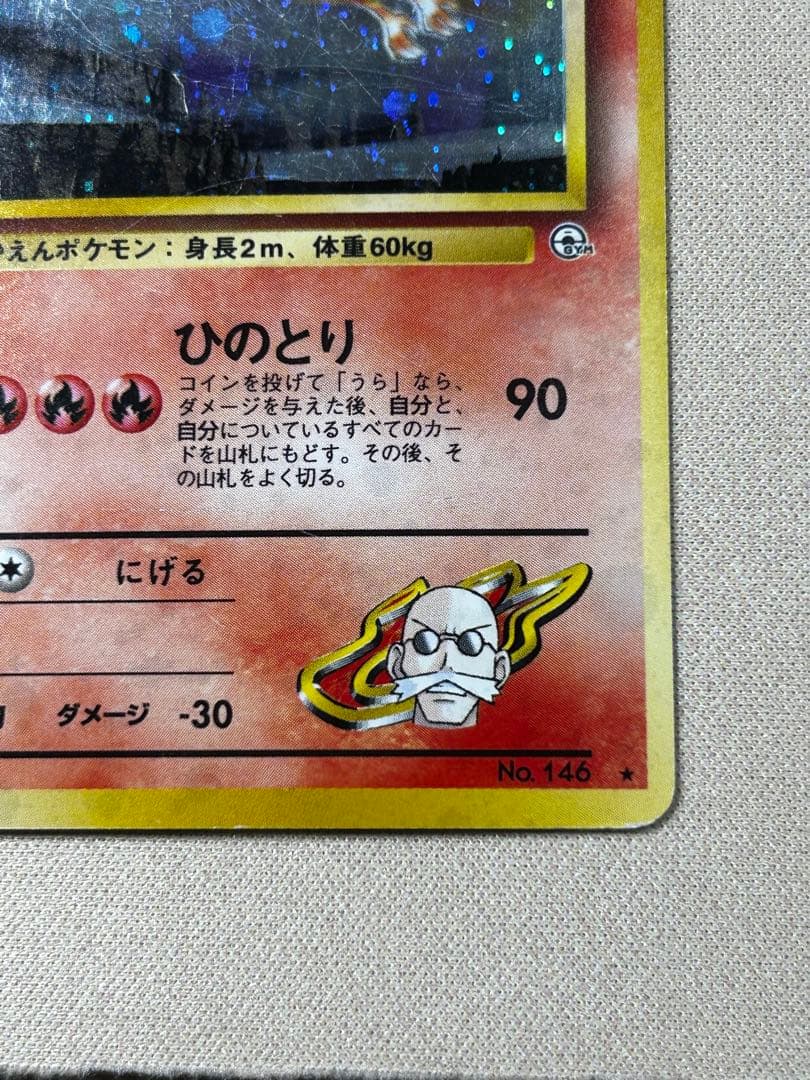 えんポケモン：身長2m、体重60kg
GYM
ひのとり
コインを投げて「うら」なら、
ダメージを与えた後、自分と、
自分についているすべてのカー
ドを山札にもどす。その後、そ
の山札をよく切る。
90
にげる
ダメージ -30
No. 146 ★